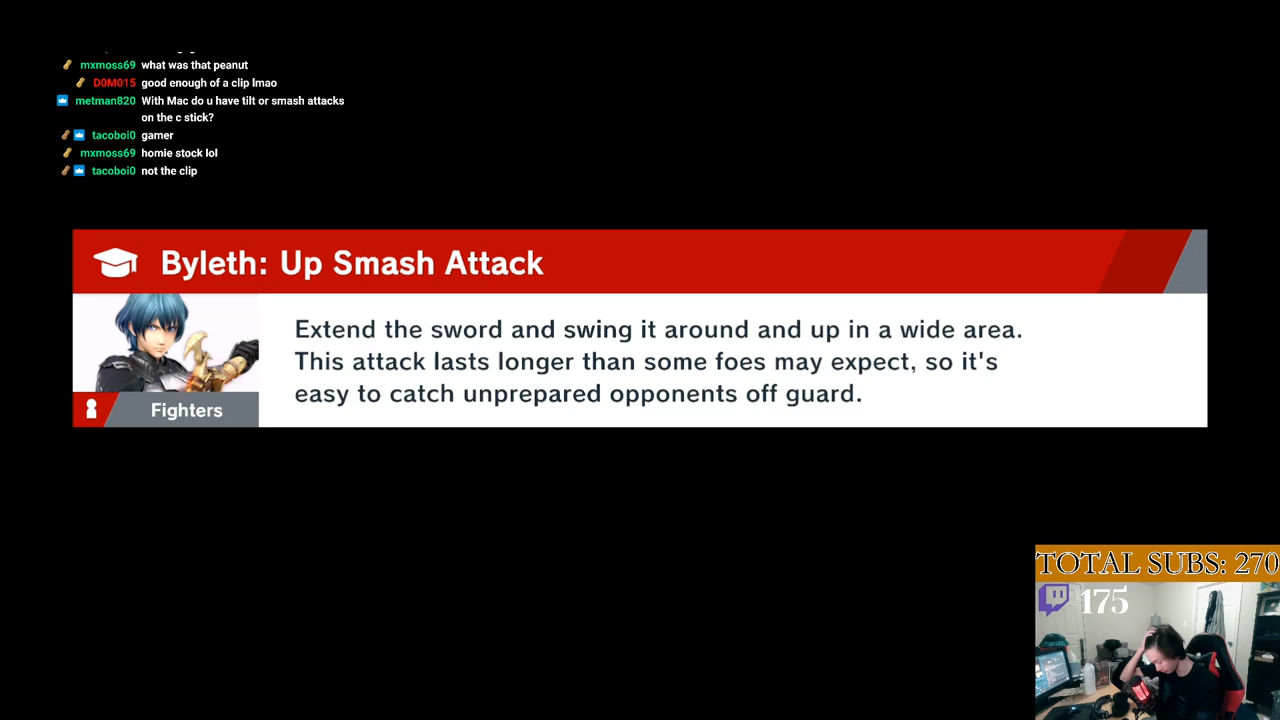 mxmoss69 what was that peanut
D0M015 good enough of a clip lmao
metman820 With Mac do u have tilt or smash attacks
on the c stick?
tacoboi0 gamer
mxmoss69 homie stock lol
tacoboi0 not the clip
Byleth: Up Smash Attack
Extend the sword and swing it around and up in a wide area.
This attack lasts longer than some foes may expect, so it's
easy to catch unprepared opponents off guard.
Fighters
TOTAL SUBS: 270
175